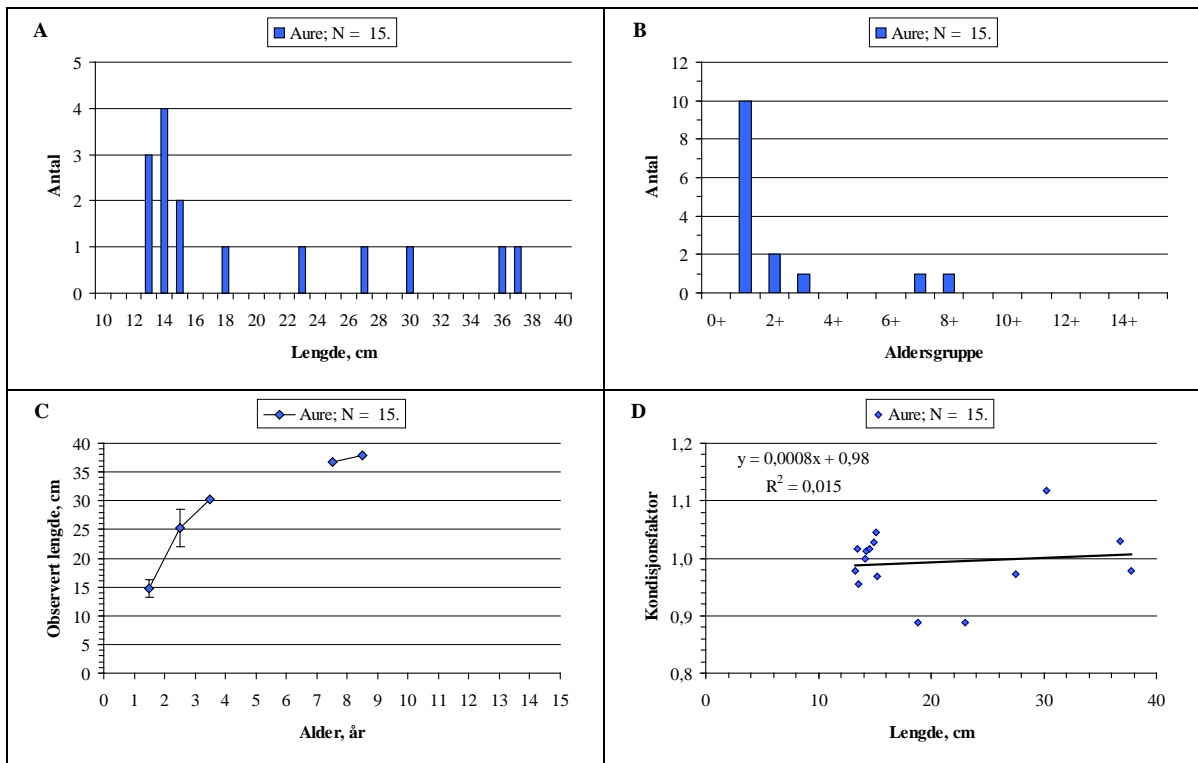 A
Aure; N = 15.
5
4
3
2
1
0
Antal
10 12 14 16 18 20 22 24 26 28 30 32 34 36 38 40
Lengde, cm
B
Aure; N = 15.
12
10
8
6
4
2
0
Antal
0+ 2+ 4+ 6+ 8+ 10+ 12+ 14+
Aldersgruppe
C
Aure; N = 15.
40
35
30
25
20
15
10
5
0
Observert lengde, cm
0 1 2 3 4 5 6 7 8 9 10 11 12 13 14 15
Alder, år
D
Aure; N = 15.
1,2
1,1
1,0
0,9
0,8
Kondisjonsfaktor
y = 0,0008x + 0,98
R² = 0,015
0 10 20 30 40
Lengde, cm